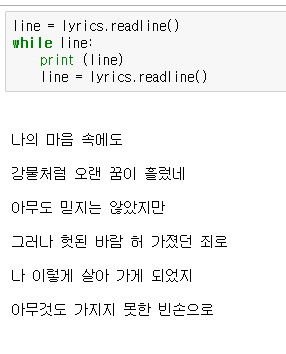 line = lyrics.readline()
while line:
    print (line)
    line = lyrics.readline()
나의 마음 속에도
강물처럼 오랜 꿈이 흘렀네
아무도 믿지는 않았지만
그러나 헛된 바람 허 가졌던 죄로
나 이렇게 살아 가게 되었지
아무것도 가지지 못한 빈손으로